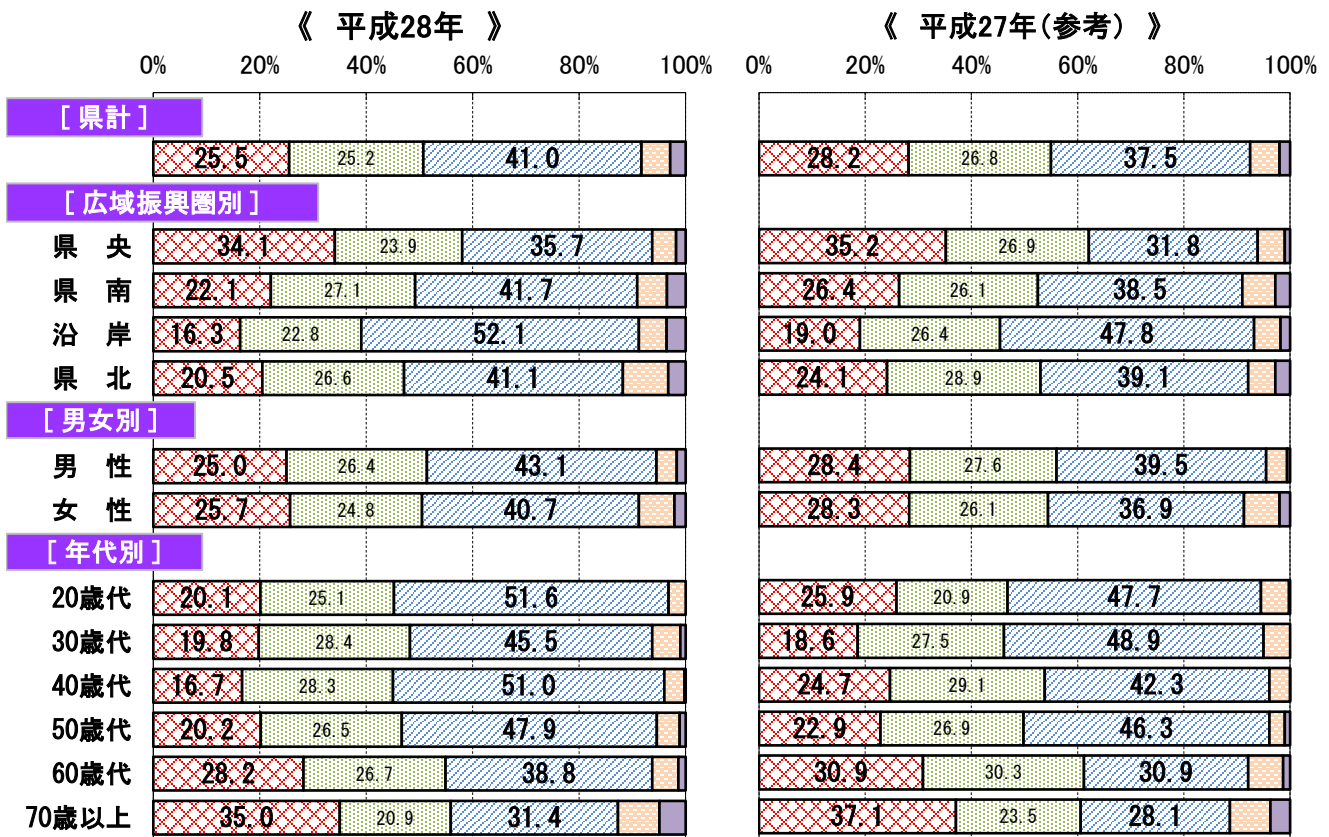 《 平成28年 》 《 平成27年(参考) 》
0% 20% 40% 60% 80% 100% 0% 20% 40% 60% 80% 100%
[ 県計 ]
25.5 25.2 41.0 28.2 26.8 37.5
[ 広域振興圏別 ]
県 央 34.1 23.9 35.7 35.2 26.9 31.8
県 南 22.1 27.1 41.7 26.4 26.1 38.5
沿 岸 16.3 22.8 52.1 19.0 26.4 47.8
県 北 20.5 26.6 41.1 24.1 28.9 39.1
[ 男女別 ]
男 性 25.0 26.4 43.1 28.4 27.6 39.5
女 性 25.7 24.8 40.7 28.3 26.1 36.9
[ 年代別 ]
20歳代 20.1 25.1 51.6 25.9 20.9 47.7
30歳代 19.8 28.4 45.5 18.6 27.5 48.9
40歳代 16.7 28.3 51.0 24.7 29.1 42.3
50歳代 20.2 26.5 47.9 22.9 26.9 46.3
60歳代 28.2 26.7 38.8 30.9 30.3 30.9
70歳以上 35.0 20.9 31.4 37.1 23.5 28.1